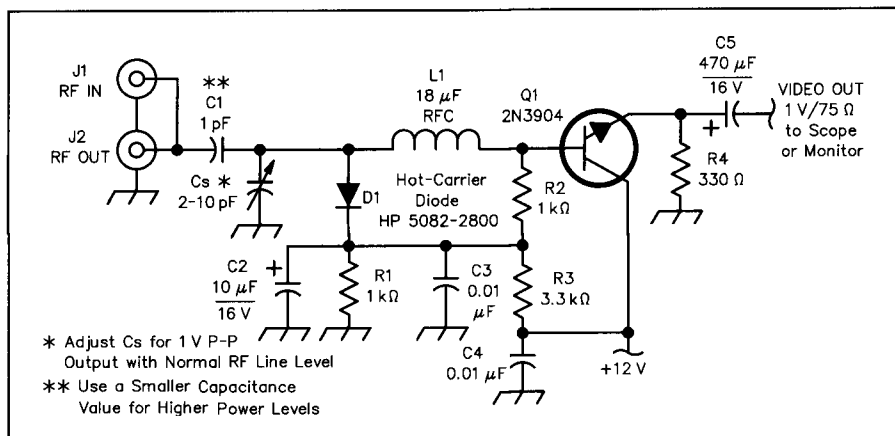 J1
RF IN
J2
RF OUT
**
C1
1 pF
Cs *
2-10 pF
D1
L1
18 μF
RFC
Hot-Carrier
Diode
HP 5082-2800
Q1
2N3904
C5
470 μF
16 V
+
VIDEO OUT
1 V/75 Ω
to Scope
or Monitor
R4
330 Ω
R2
1 kΩ
C2
10 μF
16 V
+
R1
1 kΩ
C3
0.01
μF
R3
3.3 kΩ
C4
0.01 μF
+12 V
* Adjust Cs for 1 V P-P
Output with Normal RF Line Level
** Use a Smaller Capacitance
Value for Higher Power Levels